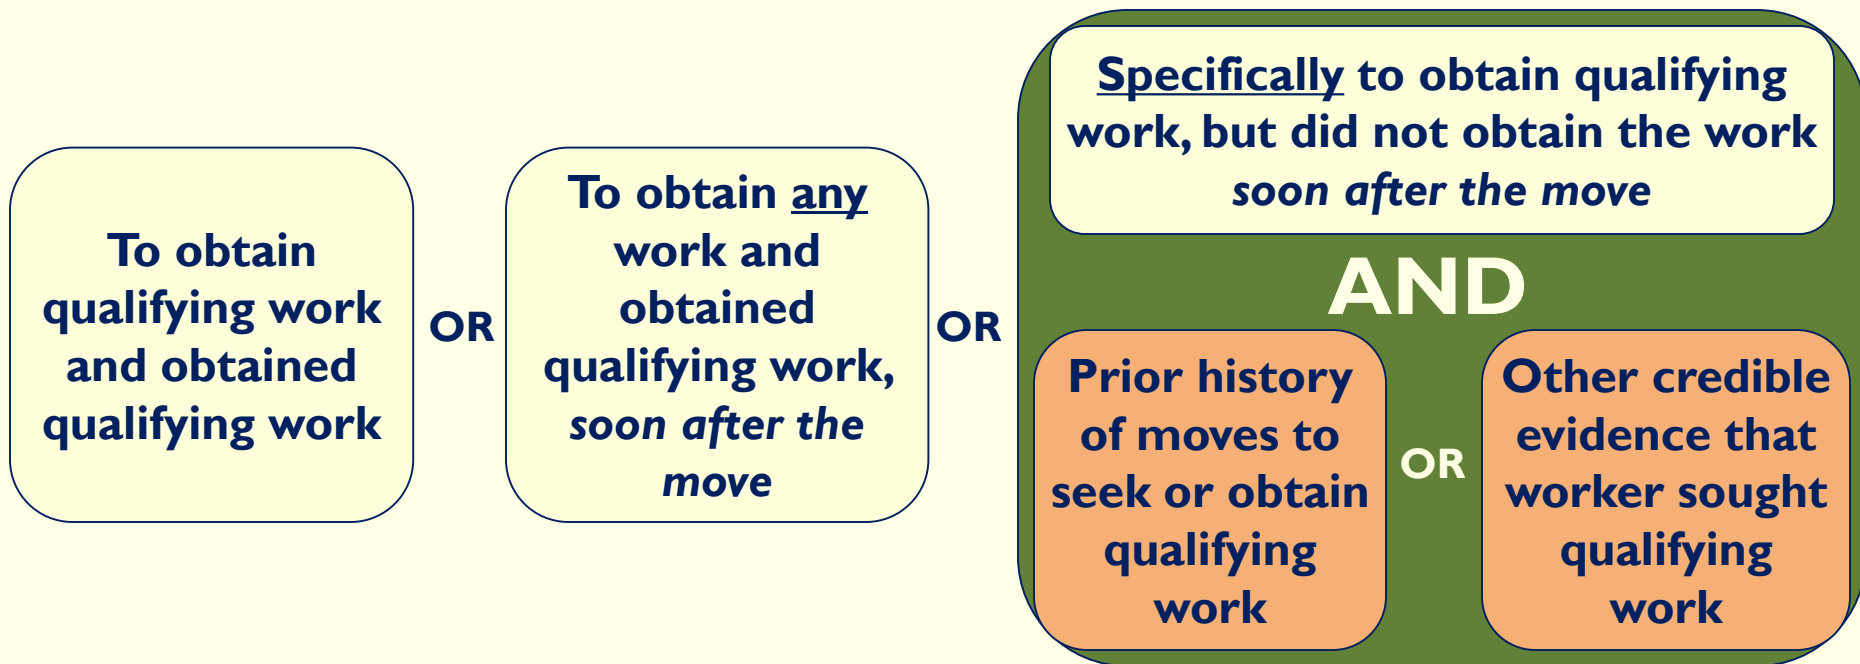 To obtain
qualifying work
and obtained
qualifying work
OR
To obtain any
work and
obtained
qualifying work,
soon after the
move
OR
Specifically to obtain qualifying
work, but did not obtain the work
soon after the move
AND
Prior history
of moves to
seek or obtain
qualifying
work
OR
Other credible
evidence that
worker sought
qualifying
work